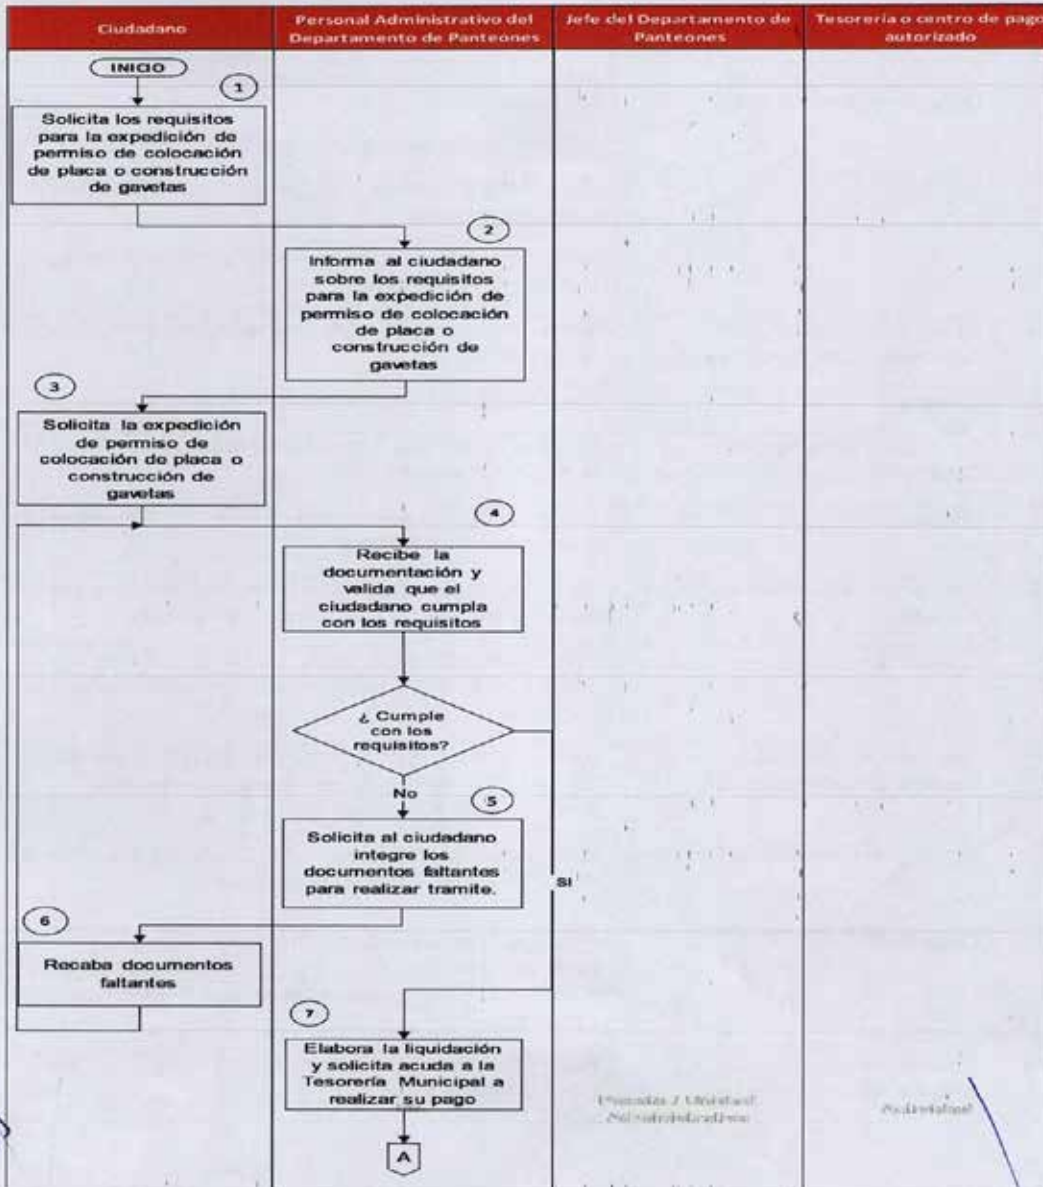 Ciudadano
Personal Administrativo del
Departamento de Panteones
Jefe del Departamento de
Panteones
Tesorería o centro de pago
autorizado
INICIO
1
Solicita los requisitos
para la expedición de
permiso de colocación
de placa o construcción
de gavetas
2
Informa al ciudadano
sobre los requisitos
para la expedición de
permiso de colocación
de placa o
construcción de
gavetas
3
Solicita la expedición
de permiso de
colocación de placa o
construcción de
gavetas
4
Recibe la
documentación y
valida que el
ciudadano cumpla
con los requisitos
¿ Cumple
con los
requisitos?
No
SI
5
Solicita al ciudadano
integre los
documentos faltantes
para realizar tramite.
6
Recaba documentos
faltantes
7
Elabora la liquidación
y solicita acuda a la
Tesorería Municipal a
realizar su pago
A